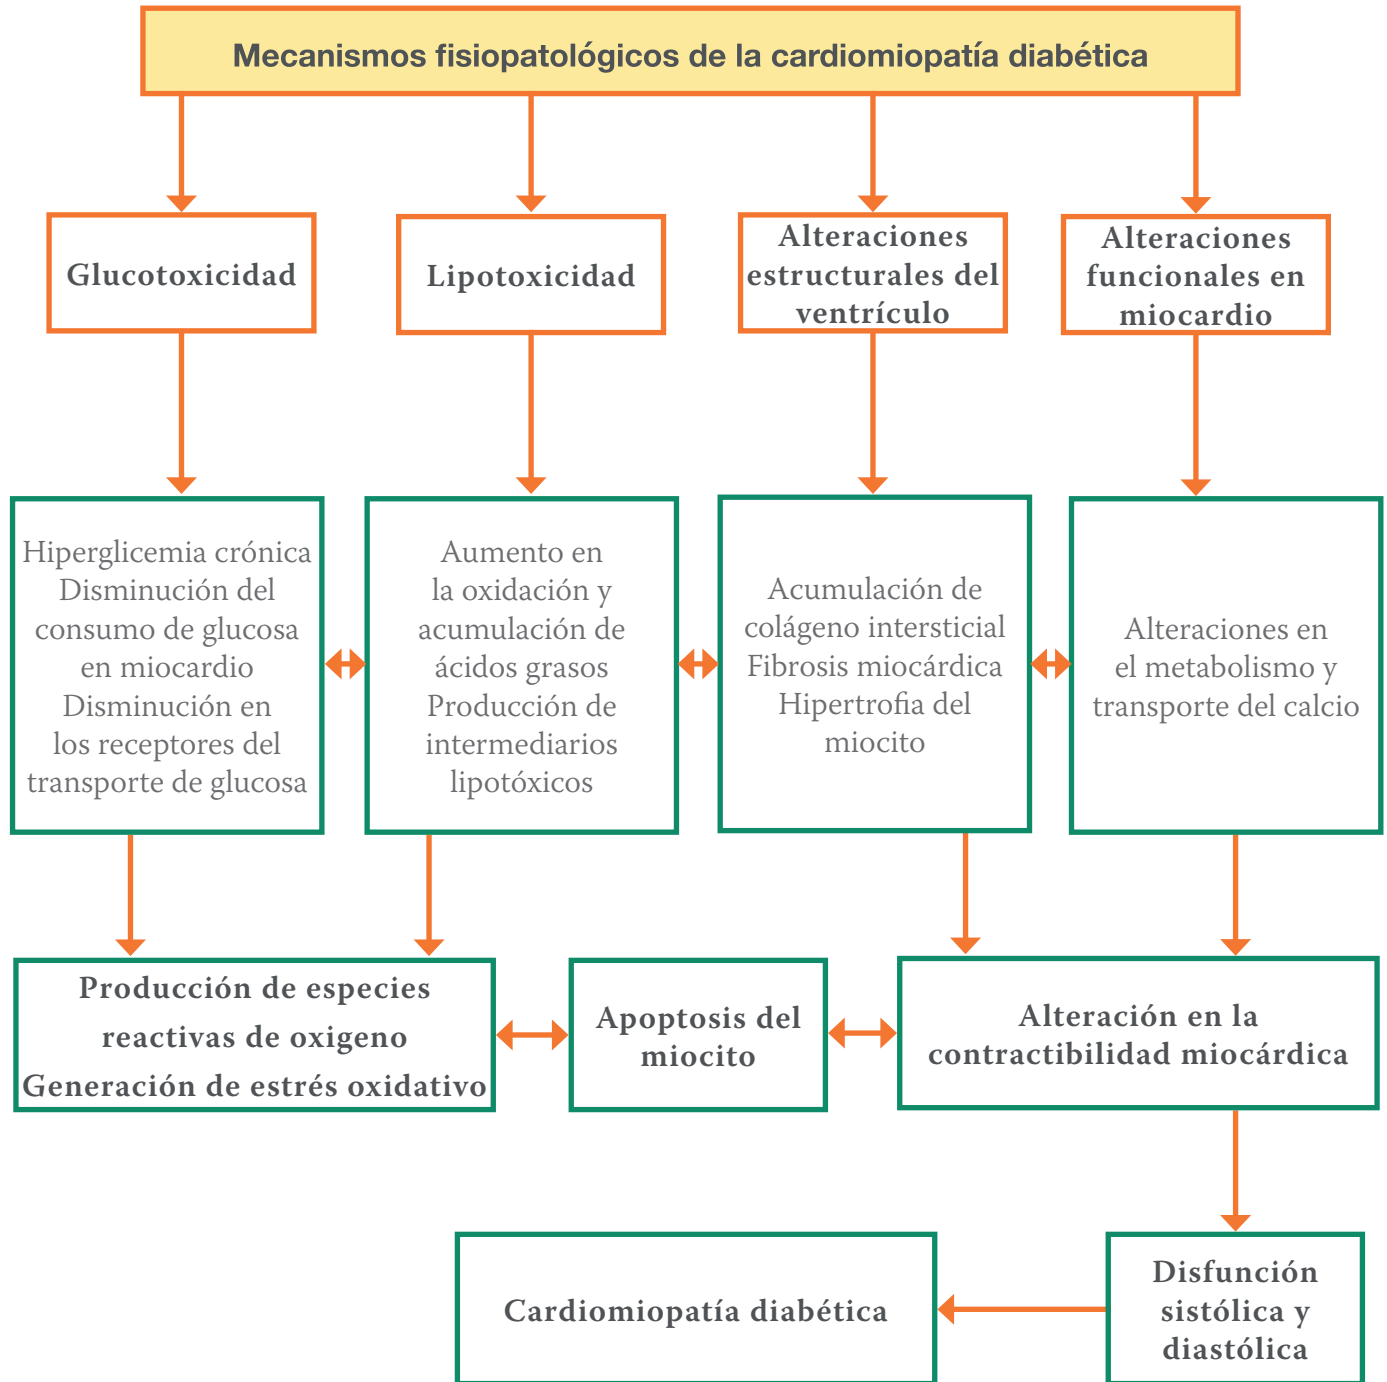 Mecanismos fisiopatológicos de la cardiomiopatía diabética
Glucotoxicidad
Lipotoxicidad
Alteraciones
estructurales del
ventrículo
Alteraciones
funcionales en
miocardio
Hiperglicemia crónica
Disminución del
consumo de glucosa
en miocardio
Disminución en
los receptores del
transporte de glucosa
Aumento en
la oxidación y
acumulación de
ácidos grasos
Producción de
intermediarios
lipotóxicos
Acumulación de
colágeno intersticial
Fibrosis miocárdica
Hipertrofia del
miocito
Alteraciones en
el metabolismo y
transporte del calcio
Producción de especies
reactivas de oxigeno
Generación de estrés oxidativo
Apoptosis del
miocito
Alteración en la
contractibilidad miocárdica
Cardiomiopatía diabética
Disfunción
sistólica y
diastólica